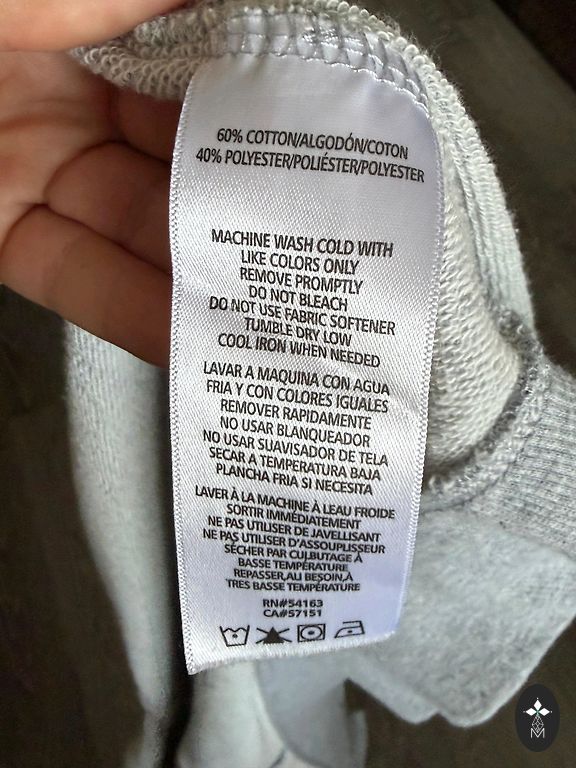 60% COTTON/ALGODÓN/COTON
40% POLYESTER/POLIÉSTER/POLYESTER
MACHINE WASH COLD WITH
LIKE COLORS ONLY
REMOVE PROMPTLY
DO NOT BLEACH
DO NOT USE FABRIC SOFTENER
TUMBLE DRY LOW
COOL IRON WHEN NEEDED
LAVAR A MAQUINA CON AGUA
FRIA Y CON COLORES IGUALES
REMOVER RAPIDAMENTE
NO USAR BLANQUEADOR
NO USAR SUAVISADOR DE TELA
SECAR A TEMPERATURA BAJA
PLANCHA FRIA SI NECESITA
LAVER À LA MACHINE À LEAU FROIDE
SORTIR IMMÉDIATEMENT
NE PAS UTILISER DE JAVELLISANT
NE PAS UTILISER D'ASSOUPLISSEUR
SÉCHER PAR CULBUTAGE À
BASSE TEMPÉRATURE
REPASSER,AU BESOIN,À
TRES BASSE TEMPÉRATURE
RN#54163
CA#57151
M